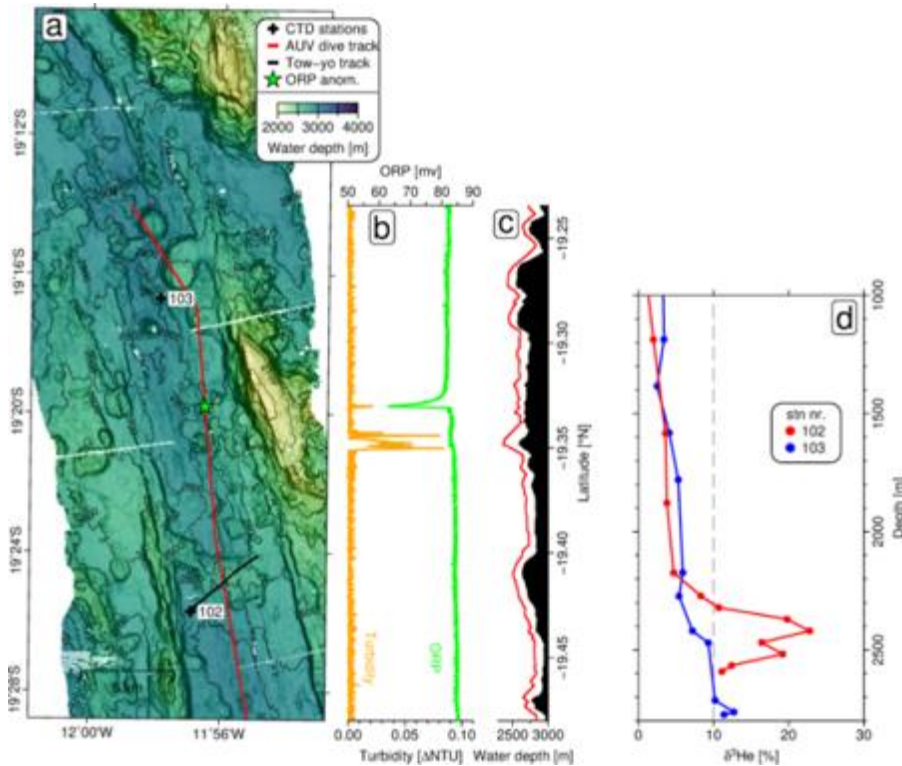 a
CTD stations
AUV dive track
Tow-yo track
ORP anom.
2000 3000 4000
Water depth [m]
19°12'S
19°16'S
19°20'S
19°24'S
19°28'S
103
102
12°00'W
11°56'W
ORP [mv]
50 60 70 80 90
b
Turbidity
ORP
0.00 0.05 0.10
Turbidity [ΔNTU]
c
-19.25
-19.30
-19.35
-19.40
-19.45
Latitude [°N]
2500 3000
Water depth [m]
d
1000
1500
2000
2500
Depth [m]
stn nr.
102
103
0 10 20 30
δ³He [%]